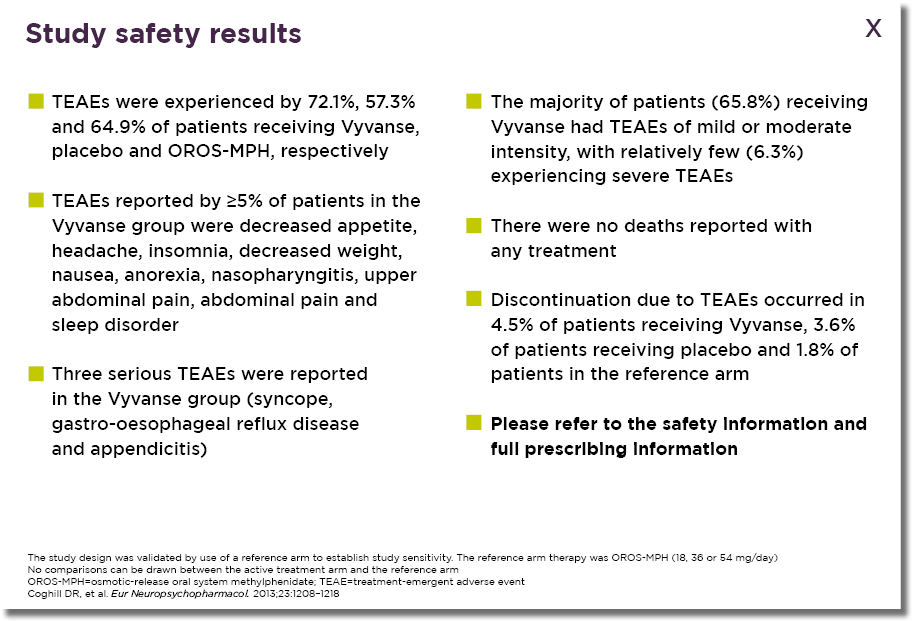 Study safety results
X
TEAEs were experienced by 72.1%, 57.3%
and 64.9% of patients receiving Vyvanse,
placebo and OROS-MPH, respectively
TEAEs reported by ≥5% of patients in the
Vyvanse group were decreased appetite,
headache, insomnia, decreased weight,
nausea, anorexia, nasopharyngitis, upper
abdominal pain, abdominal pain and
sleep disorder
Three serious TEAEs were reported
in the Vyvanse group (syncope,
gastro-oesophageal reflux disease
and appendicitis)
The majority of patients (65.8%) receiving
Vyvanse had TEAEs of mild or moderate
intensity, with relatively few (6.3%)
experiencing severe TEAEs
There were no deaths reported with
any treatment
Discontinuation due to TEAEs occurred in
4.5% of patients receiving Vyvanse, 3.6%
of patients receiving placebo and 1.8% of
patients in the reference arm
Please refer to the safety information and
full prescribing information
The study design was validated by use of a reference arm to establish study sensitivity. The reference arm therapy was OROS-MPH (18, 36 or 54 mg/day)
No comparisons can be drawn between the active treatment arm and the reference arm
OROS-MPH=osmotic-release oral system methylphenidate; TEAE=treatment-emergent adverse event
Coghill DR, et al. Eur Neuropsychopharmacol. 2013;23:1208–1218